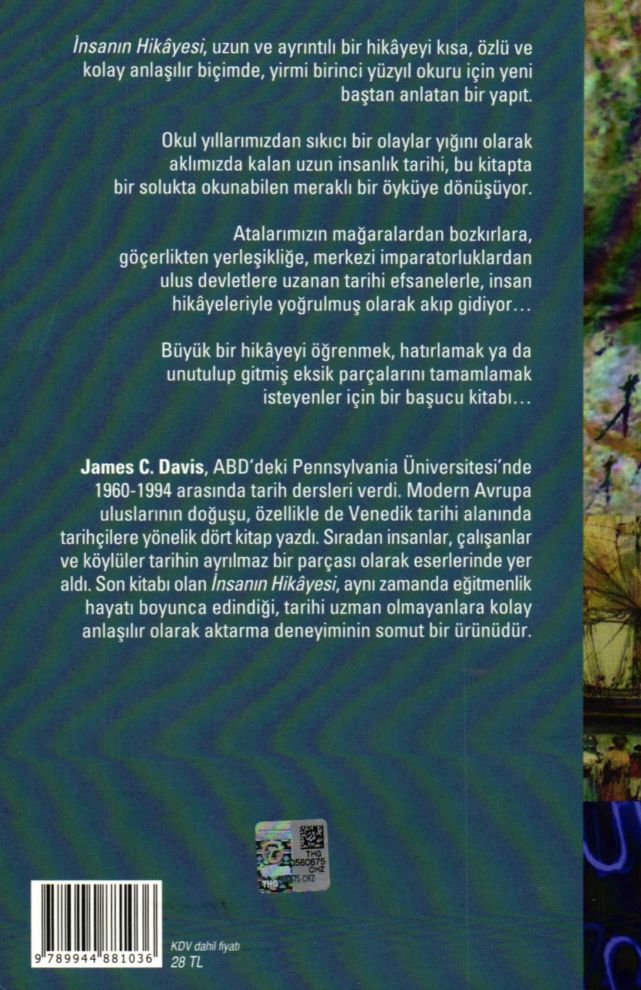 İnsanın Hikâyesi, uzun ve ayrıntılı bir hikâyeyi kısa, özlü ve
kolay anlaşılır biçimde, yirmi birinci yüzyıl okuru için yeni
baştan anlatan bir yapıt.
Okul yıllarımızdan sıkıcı bir olaylar yığını olarak
aklımızda kalan uzun insanlık tarihi, bu kitapta
bir solukta okunabilen meraklı bir öyküye dönüşüyor.
Atalarımızın mağaralardan bozkırlara,
göçerlikten yerleşikliğe, merkezi imparatorluklardan
ulus devletlere uzanan tarihi efsanelerle, insan
hikâyeleriyle yoğrulmuş olarak akıp gidiyor...
Büyük bir hikâyeyi öğrenmek, hatırlamak ya da
unutulup gitmiş eksik parçalarını tamamlamak
isteyenler için bir başucu kitabı...
James C. Davis, ABD'deki Pennsylvania Üniversitesi'nde
1960-1994 arasında tarih dersleri verdi. Modern Avrupa
uluslarının doğuşu, özellikle de Venedik tarihi alanında
tarihçilere yönelik dört kitap yazdı. Sıradan insanlar, çalışanlar
ve köylüler tarihin ayrılmaz bir parçası olarak eserlerinde yer
aldı. Son kitabı olan İnsanın Hikâyesi, aynı zamanda eğitmenlik
hayatı boyunca edindiği, tarihi uzman olmayanlara kolay
anlaşılır olarak aktarma deneyiminin somut bir ürünüdür.
THG
0560675
CHZ
THG
675 CHZ
9 789944 881036
KDV dahil fiyatı
28 TL